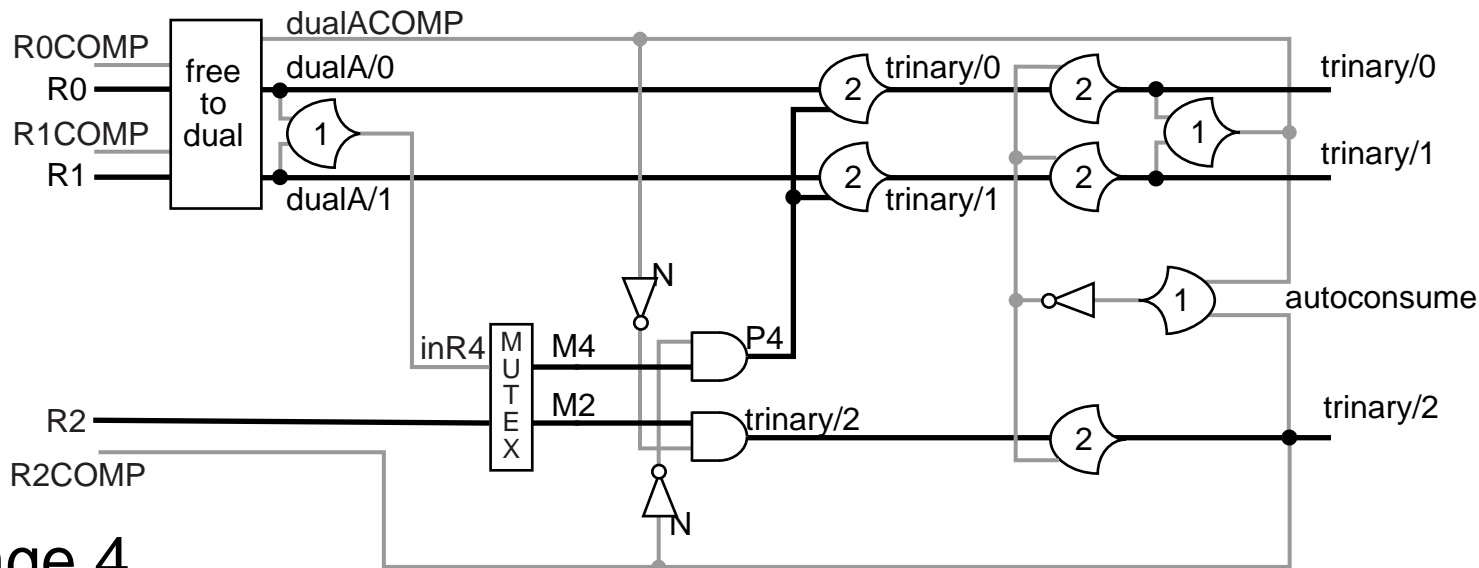 dualACOMP
R0COMP
free
to
dual
dualA/0
trinary/0
trinary/0
R0
2
2
R1COMP
1
1
trinary/1
R1
2
2
dualA/1
trinary/1
N
1
autoconsume
inR4
MUTEX
M4
P4
M2
trinary/2
trinary/2
R2
2
R2COMP
N
4